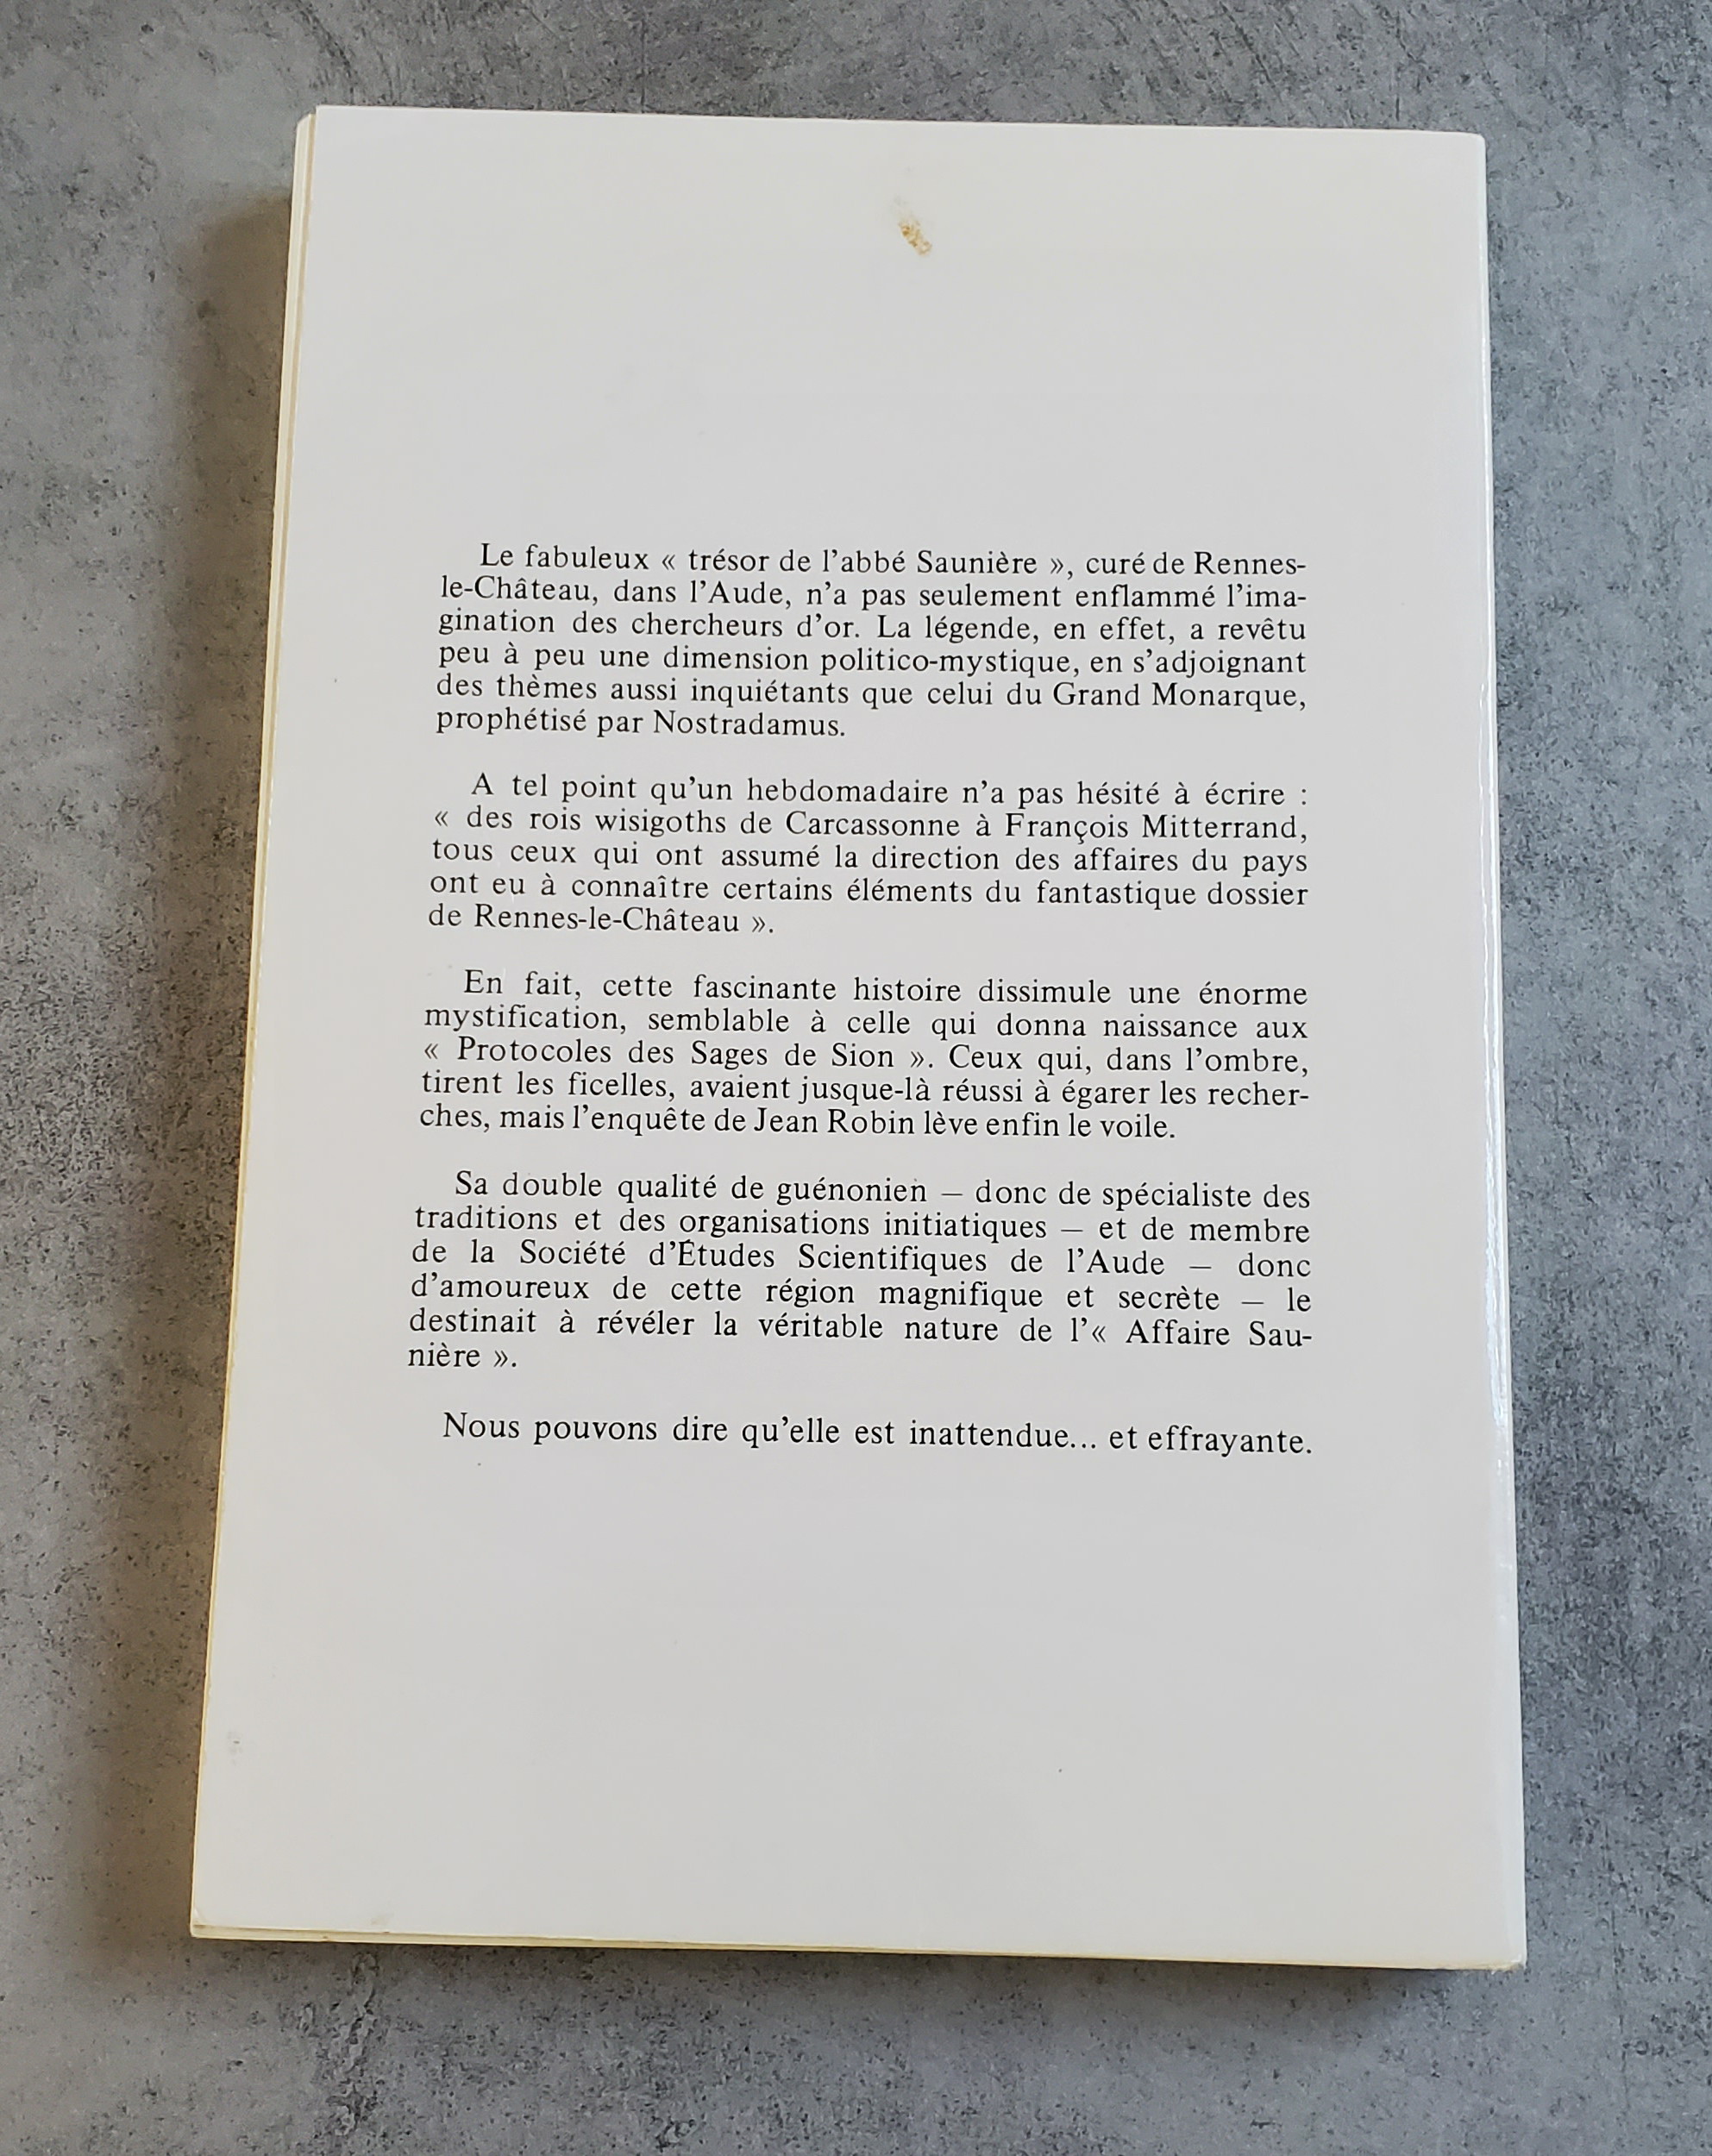 Le fabuleux « trésor de l'abbé Saunière », curé de Rennes-
le-Château, dans l'Aude, n'a pas seulement enflammé l'ima-
gination des chercheurs d'or. La légende, en effet, a revêtu
peu à peu une dimension politico-mystique, en s'adjoignant
des thèmes aussi inquiétants que celui du Grand Monarque,
prophétisé par Nostradamus.
A tel point qu'un hebdomadaire n'a pas hésité à écrire :
« des rois wisigoths de Carcassonne à François Mitterrand,
tous ceux qui ont assumé la direction des affaires du pays
ont eu à connaître certains éléments du fantastique dossier
de Rennes-le-Château ».
En fait, cette fascinante histoire dissimule une énorme
mystification, semblable à celle qui donna naissance aux
« Protocoles des Sages de Sion ». Ceux qui, dans l'ombre,
tirent les ficelles, avaient jusque-là réussi à égarer les recher-
ches, mais l'enquête de Jean Robin lève enfin le voile.
Sa double qualité de guénonien — donc de spécialiste des
traditions et des organisations initiatiques — et de membre
de la Société d'Études Scientifiques de l'Aude — donc
d'amoureux de cette région magnifique et secrète — le
destinait à révéler la véritable nature de l'« Affaire Sau-
nière ».
Nous pouvons dire qu'elle est inattendue... et effrayante.